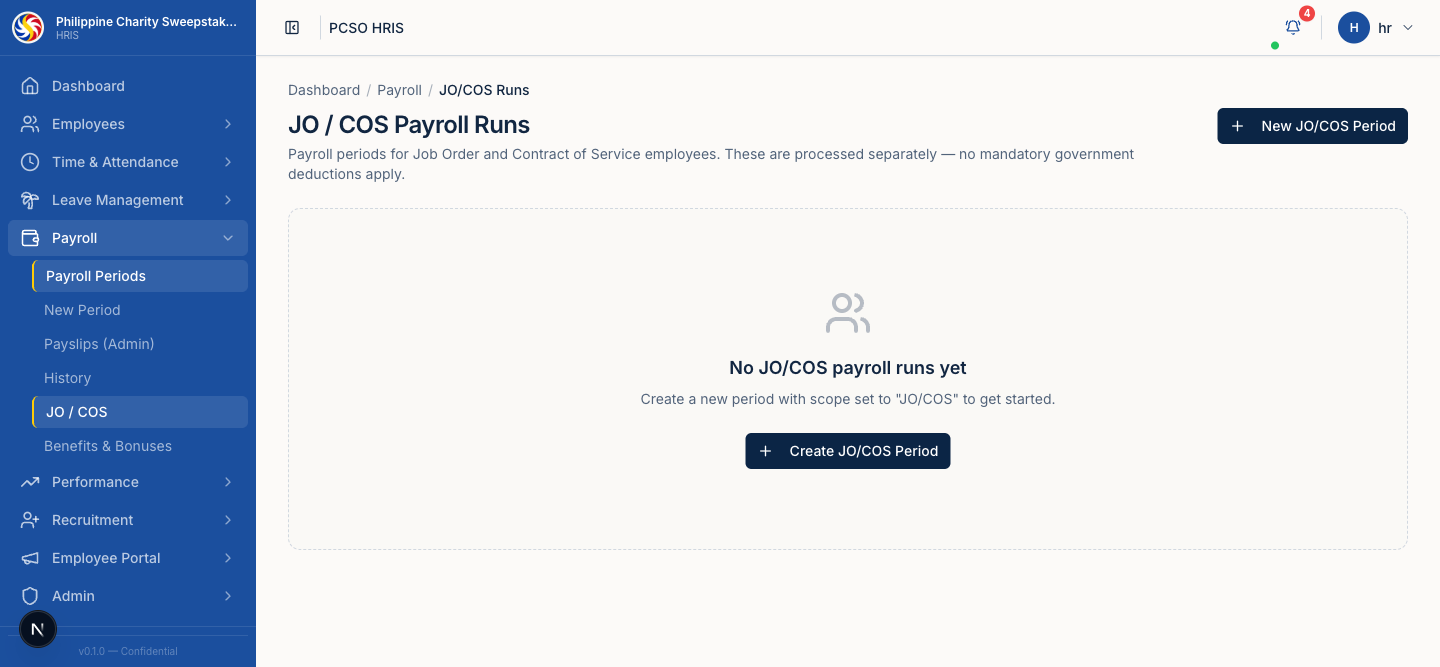 Philippine Charity Sweepstak...
HRIS
Dashboard
Employees
Time & Attendance
Leave Management
Payroll
Payroll Periods
New Period
Payslips (Admin)
History
JO / COS
Benefits & Bonuses
Performance
Recruitment
Employee Portal
Admin
N
v0.1.0 — Confidential
PCSO HRIS
4
H
hr
Dashboard / Payroll / JO/COS Runs
JO / COS Payroll Runs
New JO/COS Period
Payroll periods for Job Order and Contract of Service employees. These are processed separately — no mandatory government
deductions apply.
No JO/COS payroll runs yet
Create a new period with scope set to "JO/COS" to get started.
Create JO/COS Period